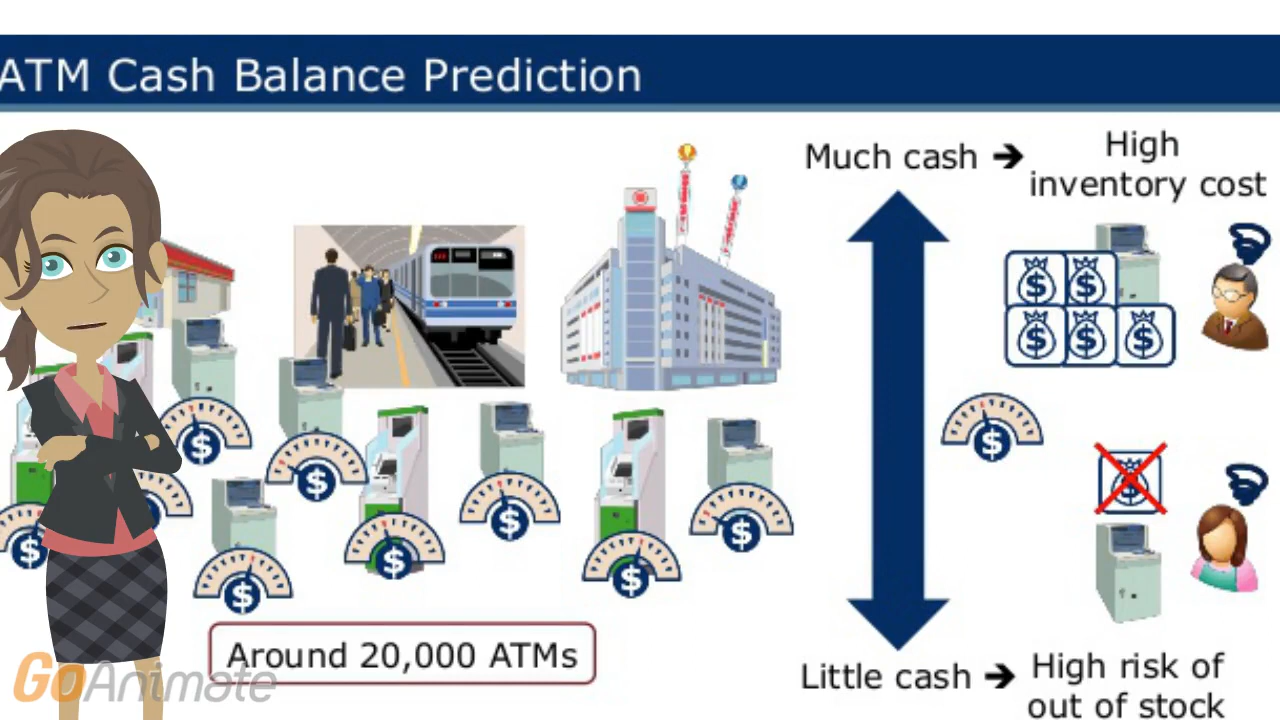 ATM Cash Balance Prediction
Much cash ➔ High
inventory cost
$ $
$ $ $
$
$
$ $
$ $ $ $
$ $
$
Around 20,000 ATMs
Little cash ➔ High risk of
out of stock
GoAnimate